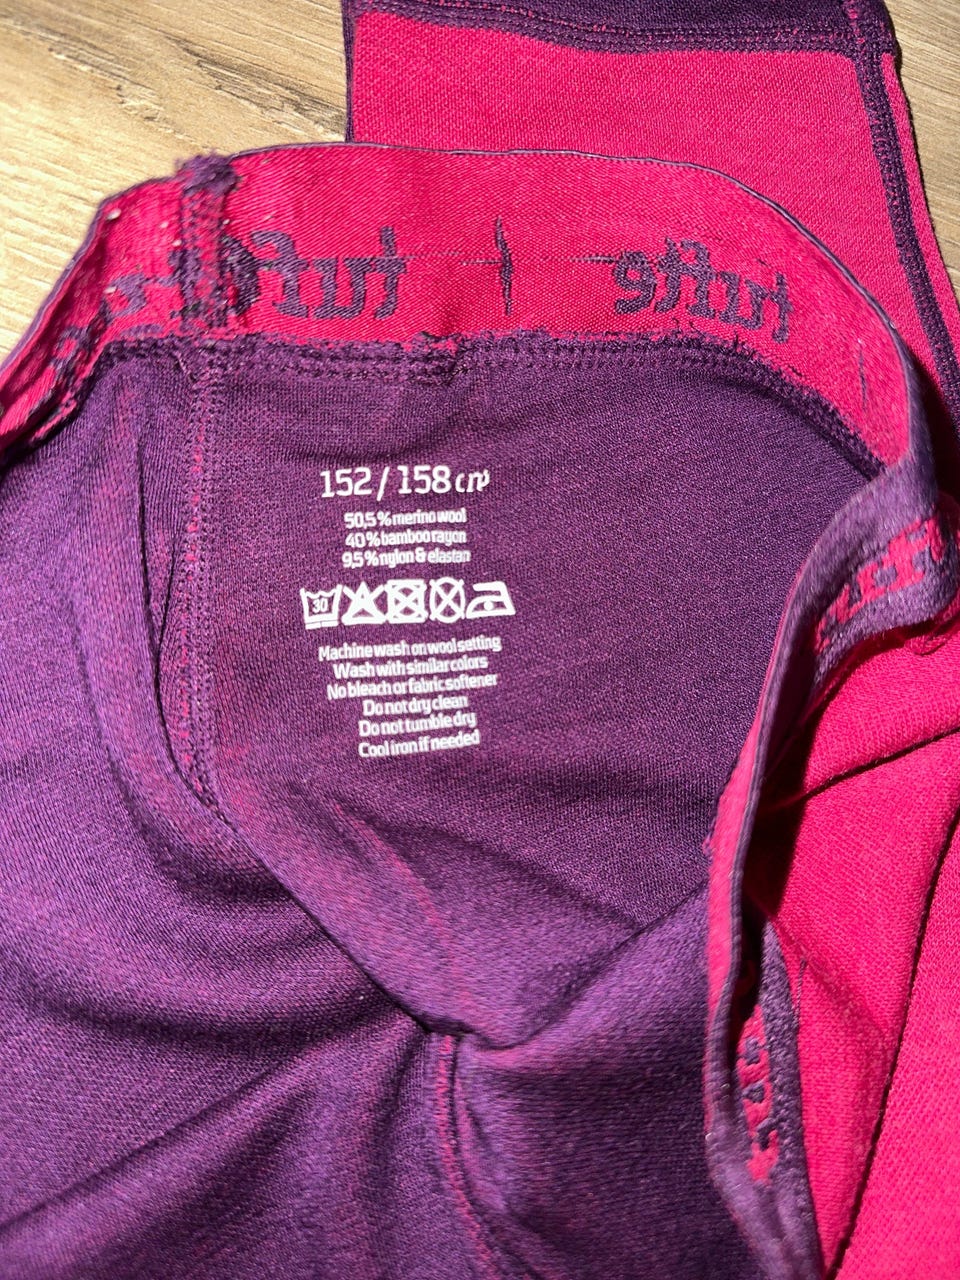 152/158 cm
50,5% merino wool
40% bamboo rayon
9,5% nylon & elastan
30
Machine wash on wool setting
Wash with similar colors
No bleach or fabric softener
Do not dry clean
Do not tumble dry
Cool iron if needed